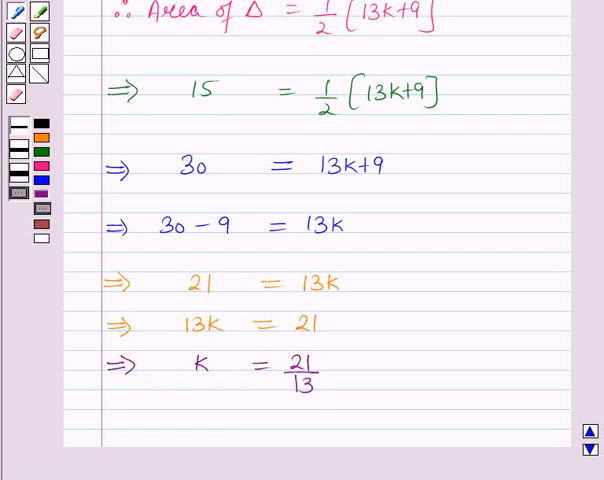 ∴ Area of Δ = 1/2 [13k+9]
⇒ 15 = 1/2 [13k+9]
⇒ 30 = 13k+9
⇒ 30 - 9 = 13k
⇒ 21 = 13k
⇒ 13k = 21
⇒ k = 21/13